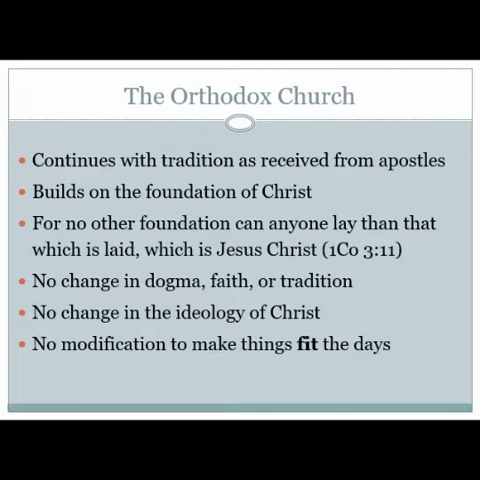 The Orthodox Church
• Continues with tradition as received from apostles
• Builds on the foundation of Christ
• For no other foundation can anyone lay than that
which is laid, which is Jesus Christ (1Co 3:11)
• No change in dogma, faith, or tradition
• No change in the ideology of Christ
• No modification to make things fit the days